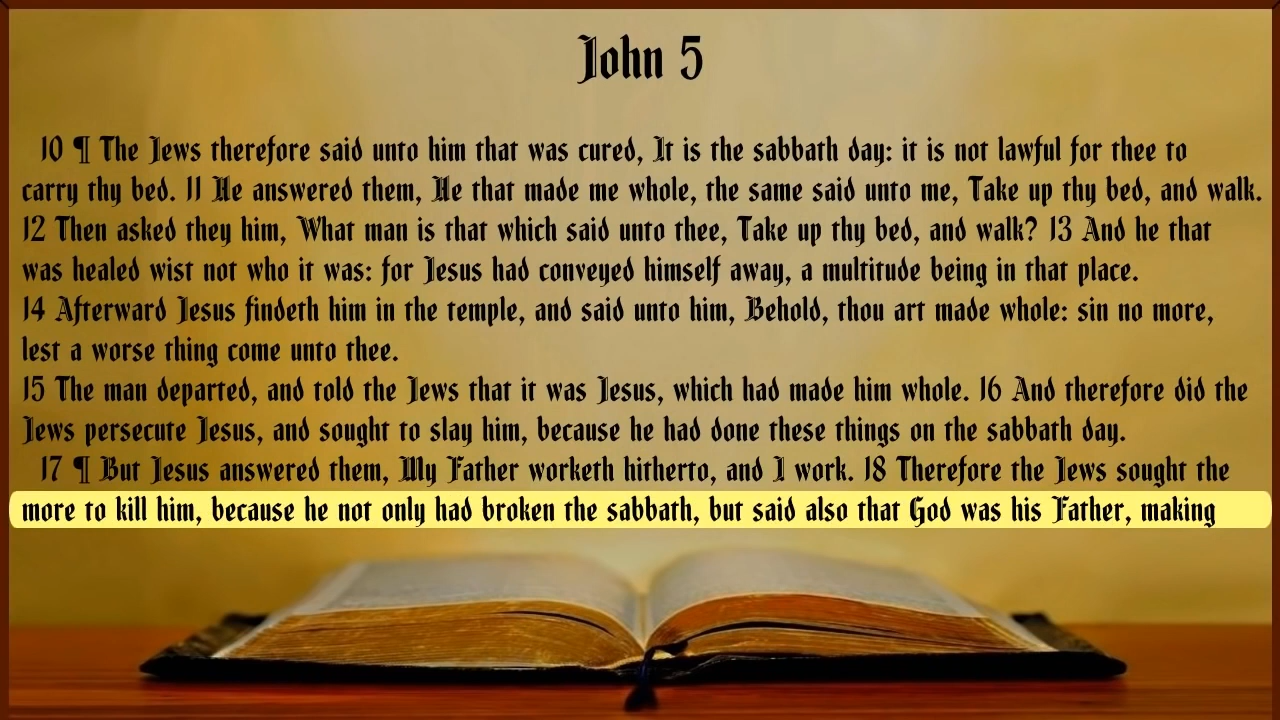 John 5
10 ¶ The Jews therefore said unto him that was cured, It is the sabbath day: it is not lawful for thee to
carry thy bed. 11 He answered them, He that made me whole, the same said unto me, Take up thy bed, and walk.
12 Then asked they him, What man is that which said unto thee, Take up thy bed, and walk? 13 And he that
was healed wist not who it was: for Jesus had conveyed himself away, a multitude being in that place.
14 Afterward Jesus findeth him in the temple, and said unto him, Behold, thou art made whole: sin no more,
lest a worse thing come unto thee.
15 The man departed, and told the Jews that it was Jesus, which had made him whole. 16 And therefore did the
Jews persecute Jesus, and sought to slay him, because he had done these things on the sabbath day.
17 ¶ But Jesus answered them, My Father worketh hitherto, and I work. 18 Therefore the Jews sought the
more to kill him, because he not only had broken the sabbath, but said also that God was his Father, making